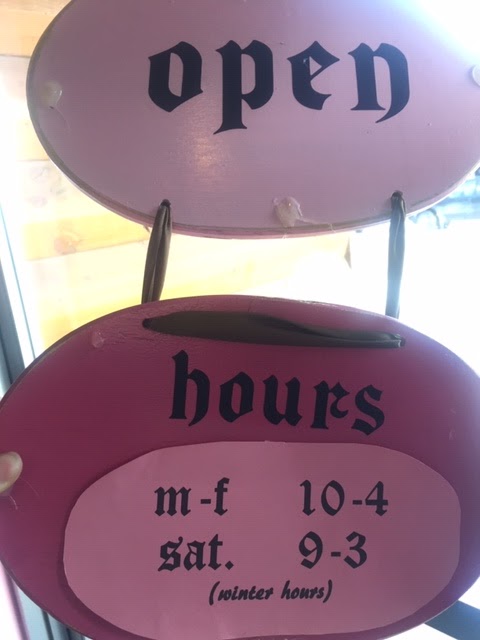 open
hours
m-f 10-4
sat. 9-3
(winter hours)